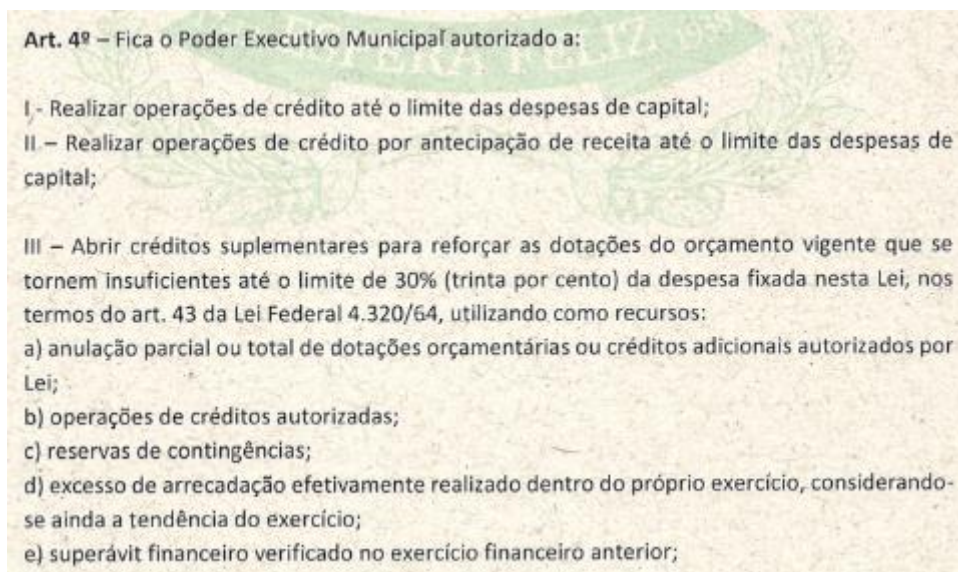 ESPERA FELIZ
Art. 4º – Fica o Poder Executivo Municipal autorizado a:
I - Realizar operações de crédito até o limite das despesas de capital;
II – Realizar operações de crédito por antecipação de receita até o limite das despesas de
capital;
III – Abrir créditos suplementares para reforçar as dotações do orçamento vigente que se
tornem insuficientes até o limite de 30% (trinta por cento) da despesa fixada nesta Lei, nos
termos do art. 43 da Lei Federal 4.320/64, utilizando como recursos:
a) anulação parcial ou total de dotações orçamentárias ou créditos adicionais autorizados por
Lei;
b) operações de créditos autorizadas;
c) reservas de contingências;
d) excesso de arrecadação efetivamente realizado dentro do próprio exercício, considerando-
se ainda a tendência do exercício;
e) superávit financeiro verificado no exercício financeiro anterior;